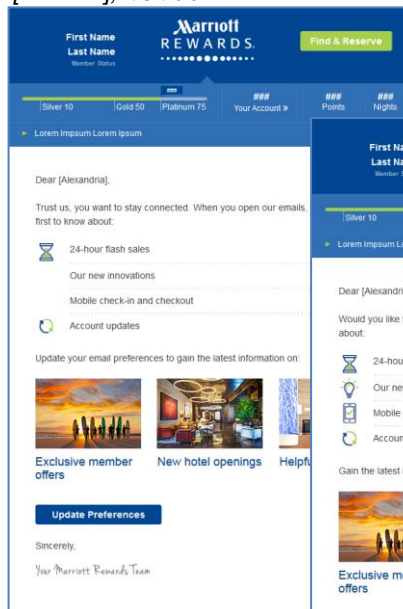 First Name
Last Name
Member Status
Marriott
REWARDS.
Find & Reserve
###
Silver 10
Gold 50
Platinum 75
###
Your Account »
###
Points
###
Nights
Lorem Impsum Lorem Ipsum
Dear [Alexandria],
Trust us, you want to stay connected. When you open our emails,
first to know about:
24-hour flash sales
Our new innovations
Mobile check-in and checkout
Account updates
Update your email preferences to gain the latest information on:
Exclusive member
offers
New hotel openings
Helpfu
Update Preferences
Sincerely,
Your Marriott Rewards Team
First Na
Last Na
Member S
Silver 10
Lorem Impsum Lo
Dear [Alexandri
Would you like
about:
24-hou
Our ne
Mobile
Accoun
Gain the latest
Exclusive me
offers